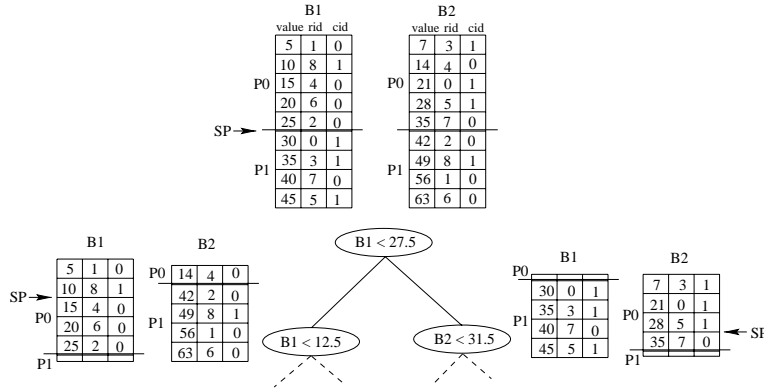 B1
value rid cid
5 1 0
10 8 1
15 4 0
20 6 0
25 2 0
30 0 1
35 3 1
40 7 0
45 5 1
P0
SP
P1
B2
value rid cid
7 3 1
14 4 0
21 0 1
28 5 1
35 7 0
42 2 0
49 8 1
56 1 0
63 6 0
B1 < 27.5
B1
5 1 0
10 8 1
15 4 0
20 6 0
25 2 0
SP
P0
P1
B2
P0
14 4 0
42 2 0
49 8 1
56 1 0
63 6 0
P1
B1 < 12.5
B2 < 31.5
B1
P0
30 0 1
35 3 1
40 7 0
45 5 1
P1
B2
7 3 1
21 0 1
28 5 1
35 7 0
P0
SP
P1